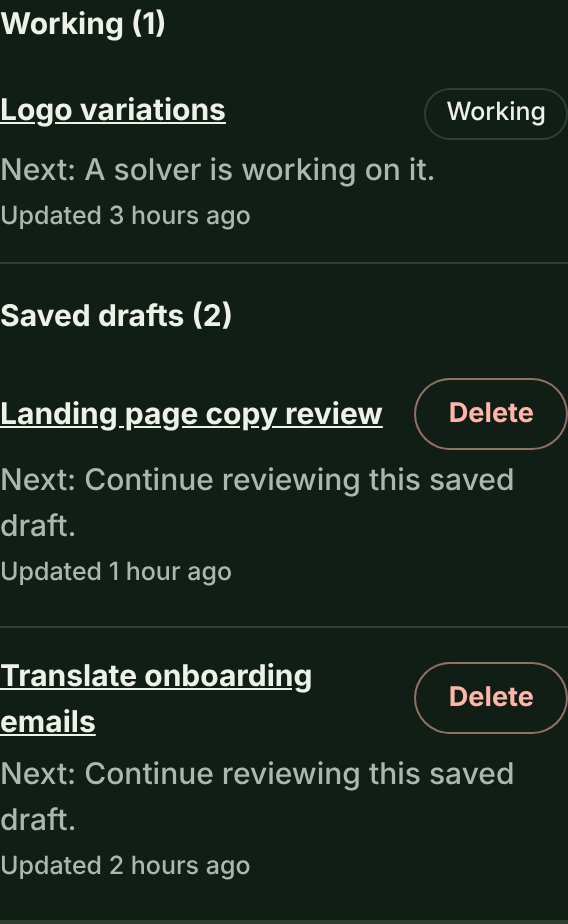 Working (1)
Logo variations
Working
Next: A solver is working on it.
Updated 3 hours ago
Saved drafts (2)
Landing page copy review
Delete
Next: Continue reviewing this saved
draft.
Updated 1 hour ago
Translate onboarding
emails
Delete
Next: Continue reviewing this saved
draft.
Updated 2 hours ago